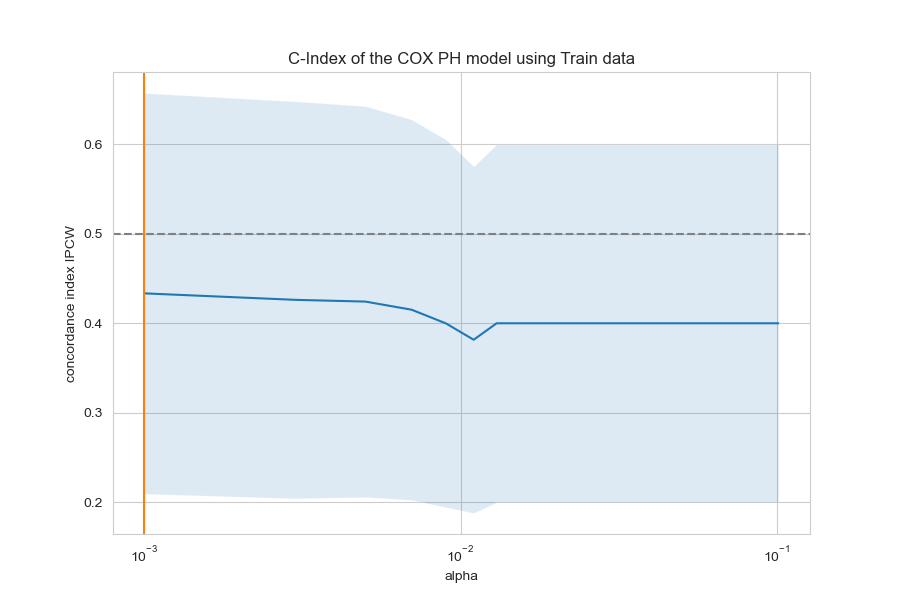 C-Index of the COX PH model using Train data
concordance index IPCW
0.6
0.5
0.4
0.3
0.2
10⁻³ 10⁻² 10⁻¹
alpha